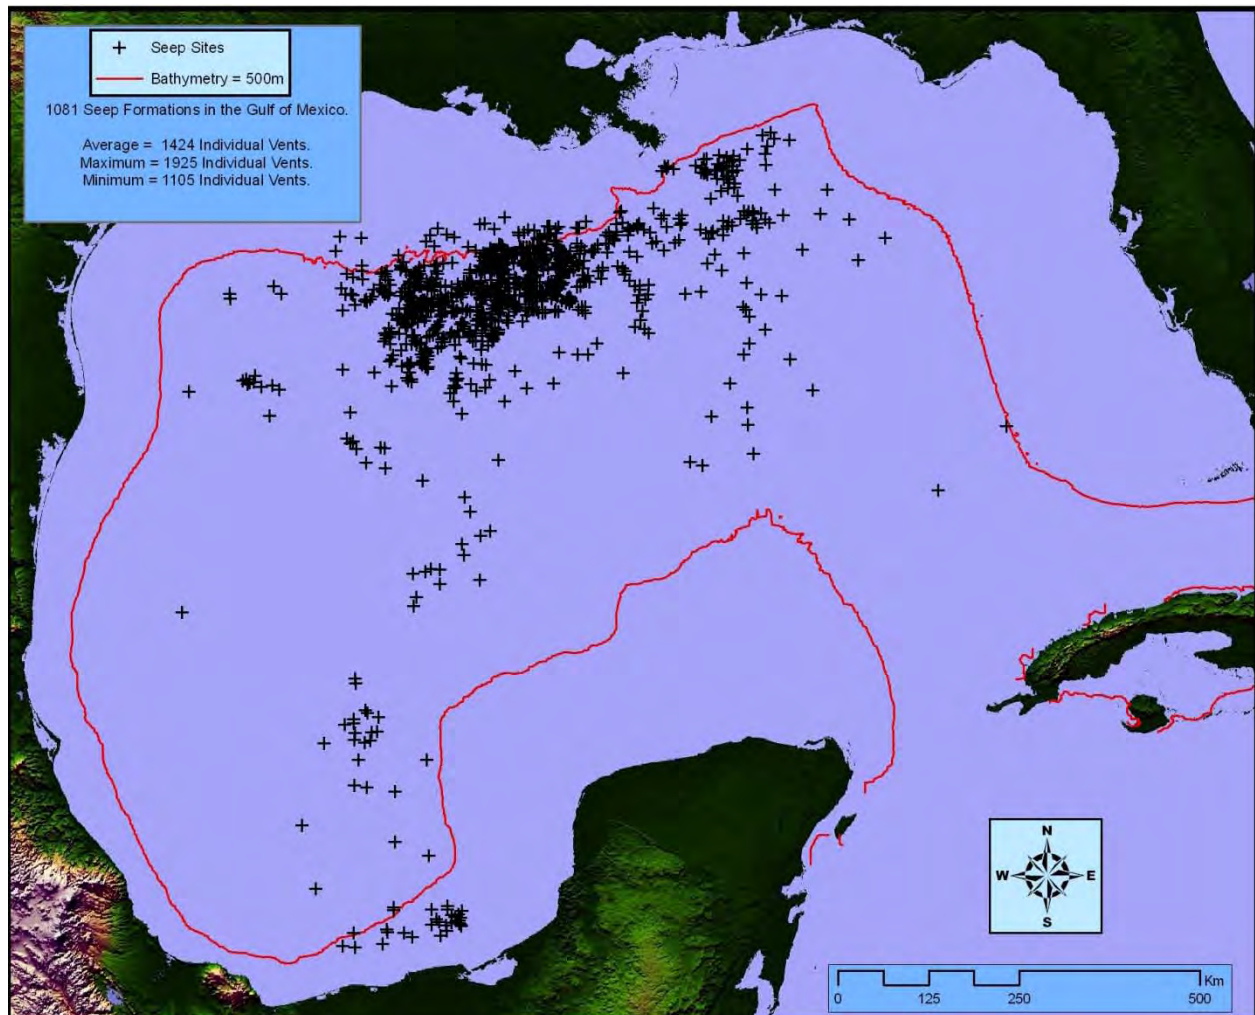 Seep Sites
Bathymetry = 500m
1081 Seep Formations in the Gulf of Mexico.
Average = 1424 Individual Vents.
Maximum = 1925 Individual Vents.
Minimum = 1105 Individual Vents.
N
W E
S
Km
0 125 250 500